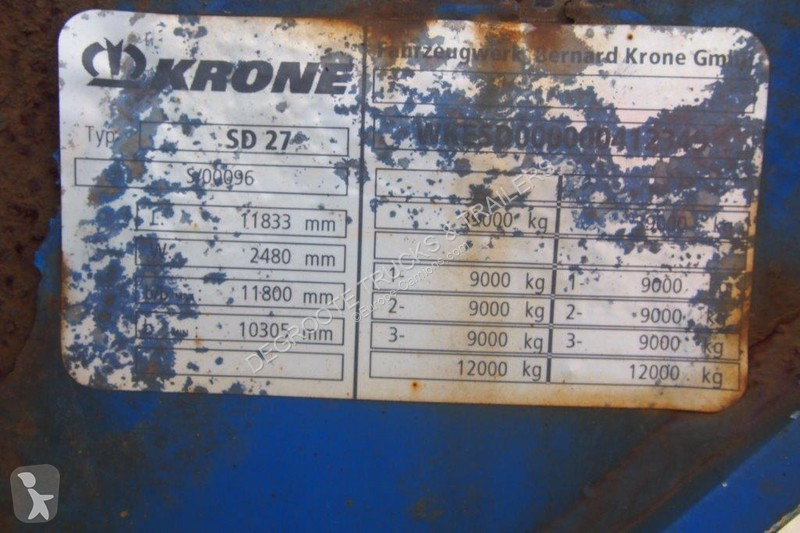 KRONE
Fahrzeugwerk Bernard Krone GmbH
Typ SD 27
S/00096
L 11833 mm
W 2480 mm
11800 mm
10305 mm
1- 9000 kg 1- 9000
2- 9000 kg 2- 9000 kg
3- 9000 kg 3- 9000 kg
12000 kg 12000 kg
DEGROOTE TRUCKS & TRAILERS